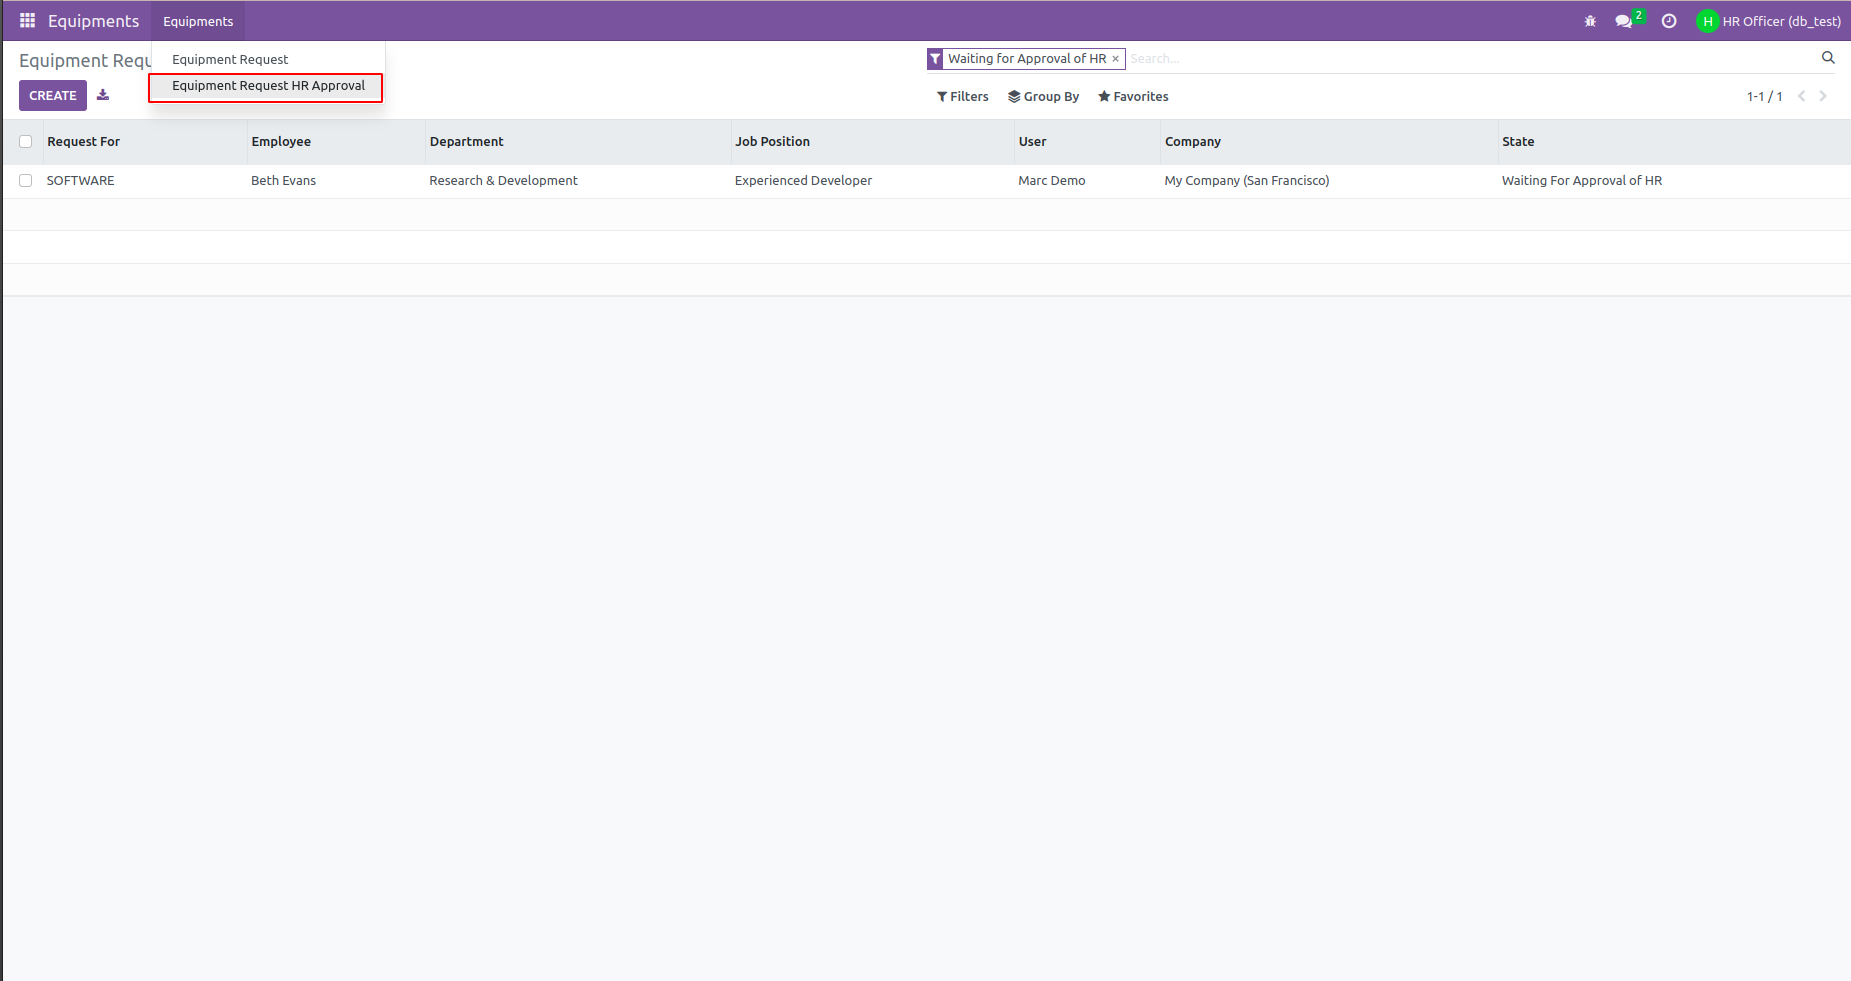 Equipments Equipments 2 H HR Officer (db_test)
Equipment Requ Equipment Request Waiting for Approval of HR × Search...
Equipment Request HR Approval
CREATE Filters Group By Favorites 1-1 / 1
Request For Employee Department Job Position User Company State
SOFTWARE Beth Evans Research & Development Experienced Developer Marc Demo My Company (San Francisco) Waiting For Approval of HR